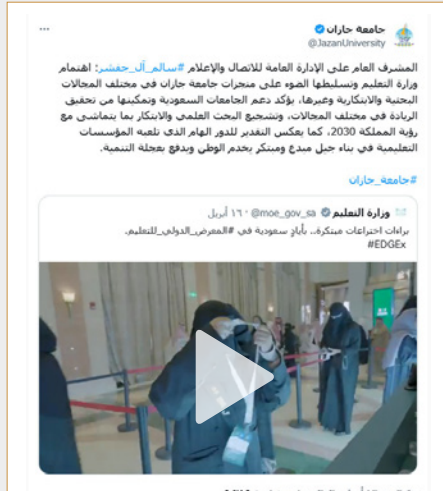 جامعة جازان
@JazanUniversity
المشرف العام على الإدارة العامة للاتصال والإعلام #سالم_آل_جفشر: اهتمام
وزارة التعليم وتسليطها الضوء على منجزات جامعة جازان في مختلف المجالات
البحثية والابتكارية وغيرها، يؤكد دعم الجامعات السعودية وتمكينها من تحقيق
الريادة في مختلف المجالات، وتشجيع البحث العلمي والابتكار بما يتماشى مع
رؤية المملكة 2030، كما يعكس التقدير للدور الهام الذي تلعبه المؤسسات
التعليمية في بناء جيل مبدع ومبتكر يخدم الوطن ويدفع بعجلة التنمية.
#جامعة_جازان
وزارة التعليم @moe_gov_sa · ١٦ أبريل
براءات اختراعات مبتكرة.. بأيادٍ سعودية في #المعرض_الدولي_للتعليم.
#EDGEx